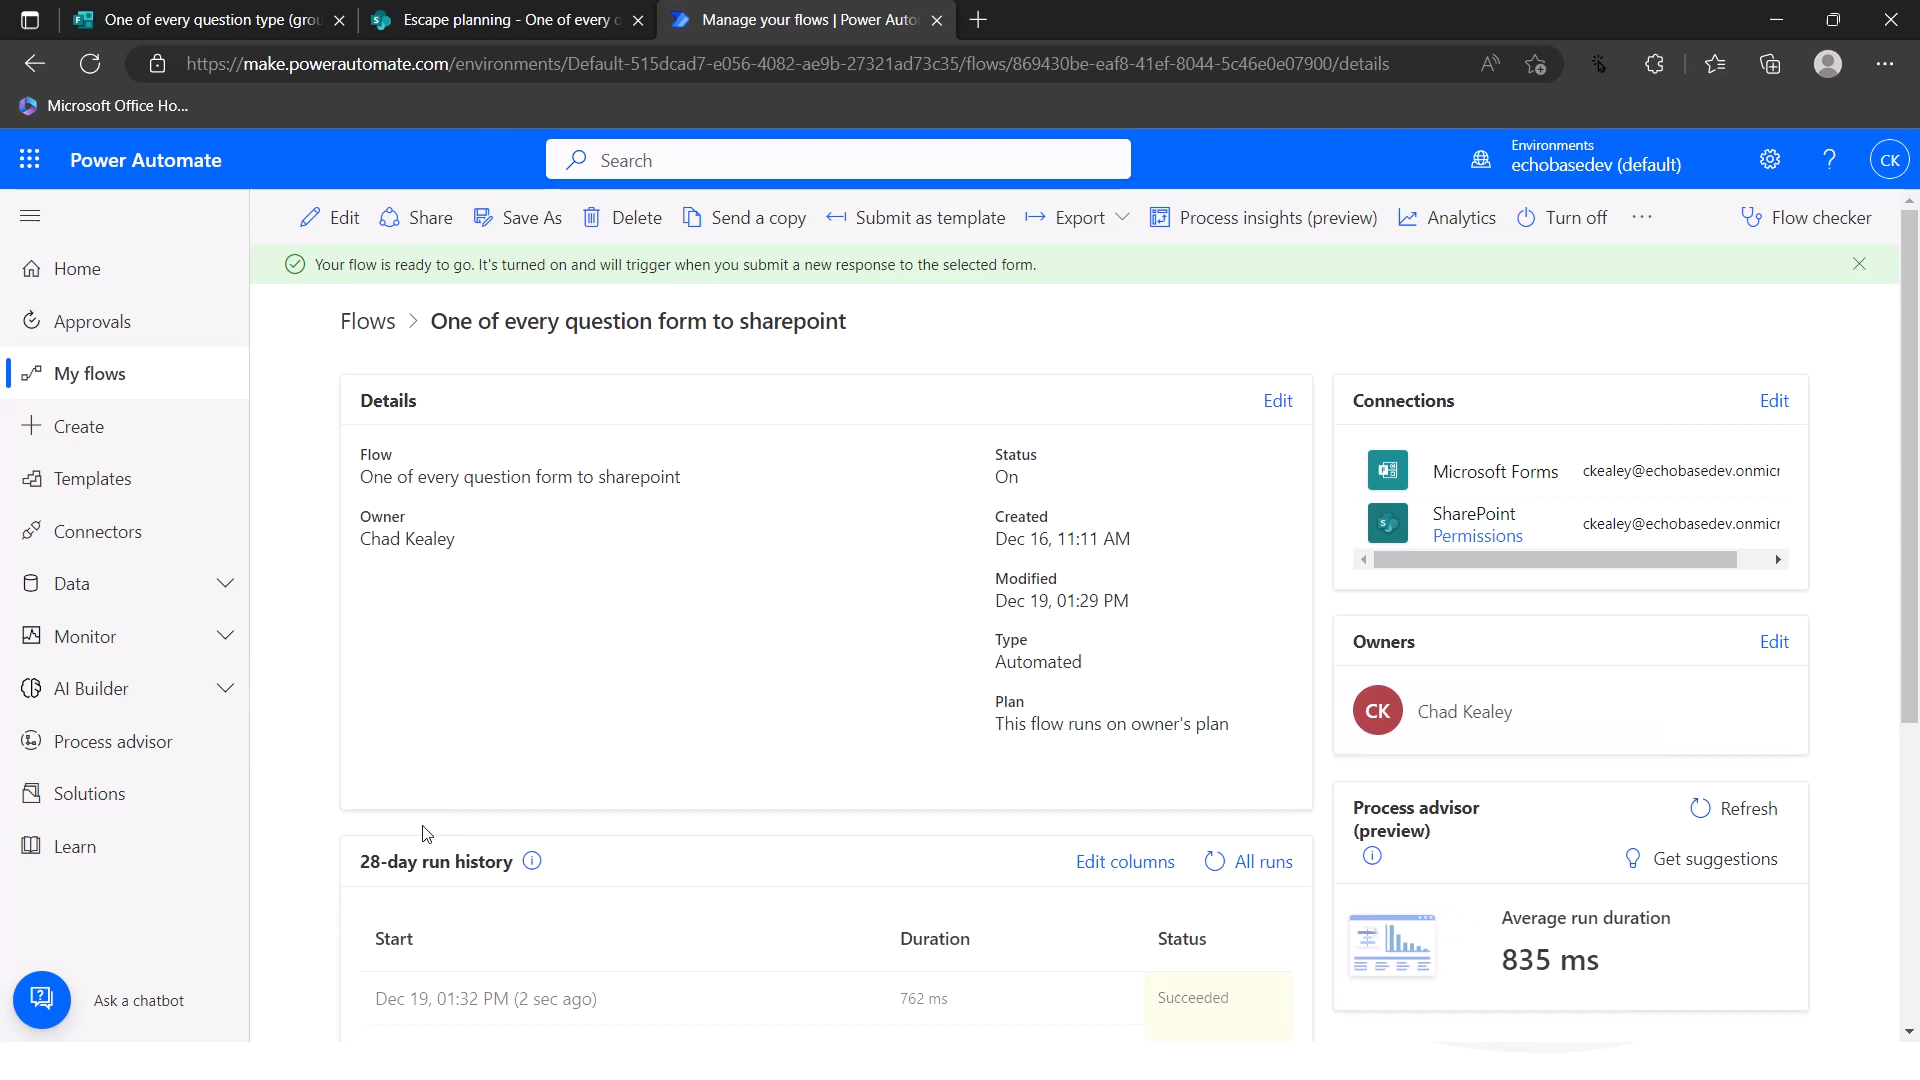 One of every question type (grou
Escape planning - One of every q
Manage your flows | Power Auto
https://make.powerautomate.com/environments/Default-515dcad7-e056-4082-ae9b-27321ad73c35/flows/869430be-eaf8-41ef-8044-5c46e0e07900/details
Microsoft Office Ho...
Power Automate
Search
Environments
echobasedev (default)
CK
Edit
Share
Save As
Delete
Send a copy
Submit as template
Export
Process insights (preview)
Analytics
Turn off
Flow checker
Your flow is ready to go. It's turned on and will trigger when you submit a new response to the selected form.
Home
Approvals
My flows
Create
Templates
Connectors
Data
Monitor
AI Builder
Process advisor
Solutions
Learn
Ask a chatbot
Flows > One of every question form to sharepoint
Details
Edit
Flow
One of every question form to sharepoint
Owner
Chad Kealey
Status
On
Created
Dec 16, 11:11 AM
Modified
Dec 19, 01:29 PM
Type
Automated
Plan
This flow runs on owner's plan
28-day run history
Edit columns
All runs
Start
Duration
Status
Dec 19, 01:32 PM (2 sec ago)
762 ms
Succeeded
Connections
Edit
Microsoft Forms
ckealey@echobasedev.onmicr
SharePoint
Permissions
ckealey@echobasedev.onmicr
Owners
Edit
CK
Chad Kealey
Process advisor
(preview)
Refresh
Get suggestions
Average run duration
835 ms